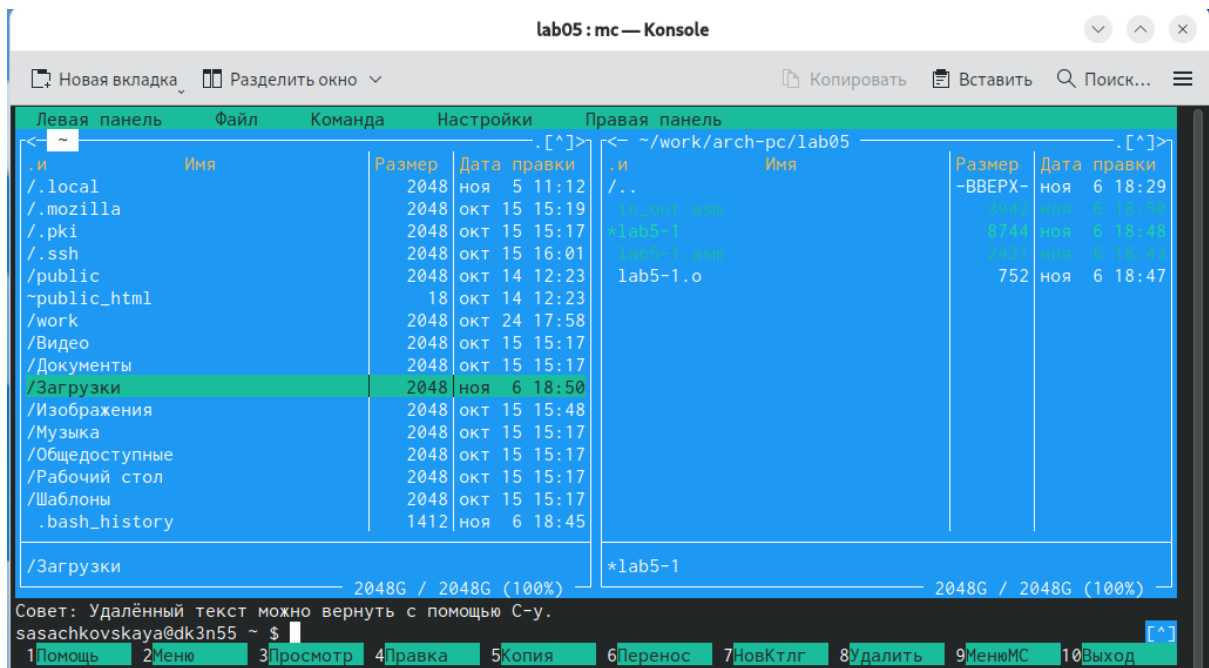 lab05 : mc — Konsole
Новая вкладка Разделить окно Копировать Вставить Поиск...
Левая панель Файл Команда Настройки Правая панель
<─ ~ .[^]>
.и Имя Размер Дата правки
/.local 2048 ноя 5 11:12
/.mozilla 2048 окт 15 15:19
/.pki 2048 окт 15 15:17
/.ssh 2048 окт 15 16:01
/public 2048 окт 14 12:23
~public_html 18 окт 14 12:23
/work 2048 окт 24 17:58
/Видео 2048 окт 15 15:17
/Документы 2048 окт 15 15:17
/Загрузки 2048 ноя 6 18:50
/Изображения 2048 окт 15 15:48
/Музыка 2048 окт 15 15:17
/Общедоступные 2048 окт 15 15:17
/Рабочий стол 2048 окт 15 15:17
/Шаблоны 2048 окт 15 15:17
.bash_history 1412 ноя 6 18:45
/Загрузки
2048G / 2048G (100%)
<─ ~/work/arch-pc/lab05 .[^]>
.и Имя Размер Дата правки
/.. -ВВЕРХ- ноя 6 18:29
in_out.asm 3942 ноя 6 18:50
*lab5-1 8744 ноя 6 18:48
lab5-1.asm 2431 ноя 6 18:43
lab5-1.o 752 ноя 6 18:47
*lab5-1
2048G / 2048G (100%)
Совет: Удалённый текст можно вернуть с помощью C-y.
sasachkovskaya@dk3n55 ~ $ [^]
1Помощь 2Меню 3Просмотр 4Правка 5Копия 6Перенос 7НовКтлг 8Удалить 9МенюМС 10Выход